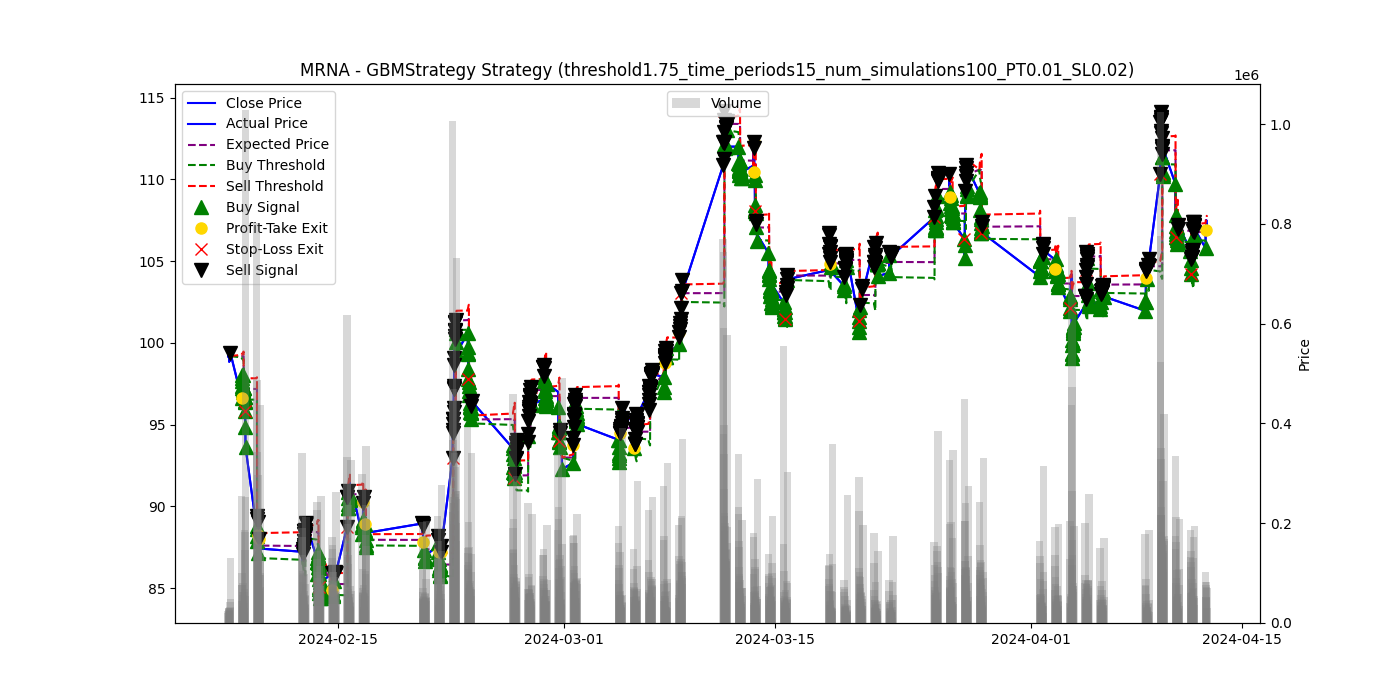 MRNA - GBMStrategy Strategy (threshold1.75_time_periods15_num_simulations100_PT0.01_SL0.02)
1e6
Close Price
Actual Price
Expected Price
Buy Threshold
Sell Threshold
Buy Signal
Profit-Take Exit
Stop-Loss Exit
Sell Signal
Volume
115
110
105
100
95
90
85
1.0
0.8
0.6
0.4
0.2
0.0
Price
2024-02-15
2024-03-01
2024-03-15
2024-04-01
2024-04-15